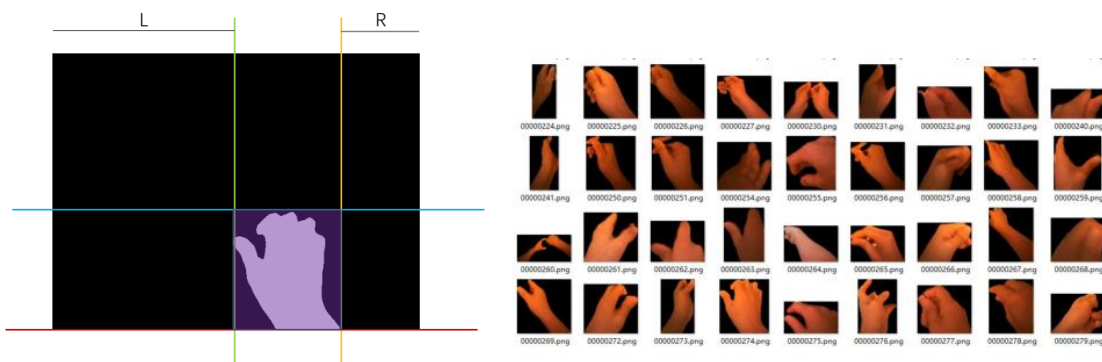 L
R
00000224.png 00000225.png 00000226.png 00000227.png 00000230.png 00000231.png 00000232.png 00000233.png 00000240.png
00000241.png 00000250.png 00000251.png 00000254.png 00000255.png 00000256.png 00000257.png 00000258.png 00000259.png
00000260.png 00000261.png 00000262.png 00000263.png 00000264.png 00000265.png 00000266.png 00000267.png 00000268.png
00000269.png 00000272.png 00000273.png 00000274.png 00000275.png 00000276.png 00000277.png 00000278.png 00000279.png